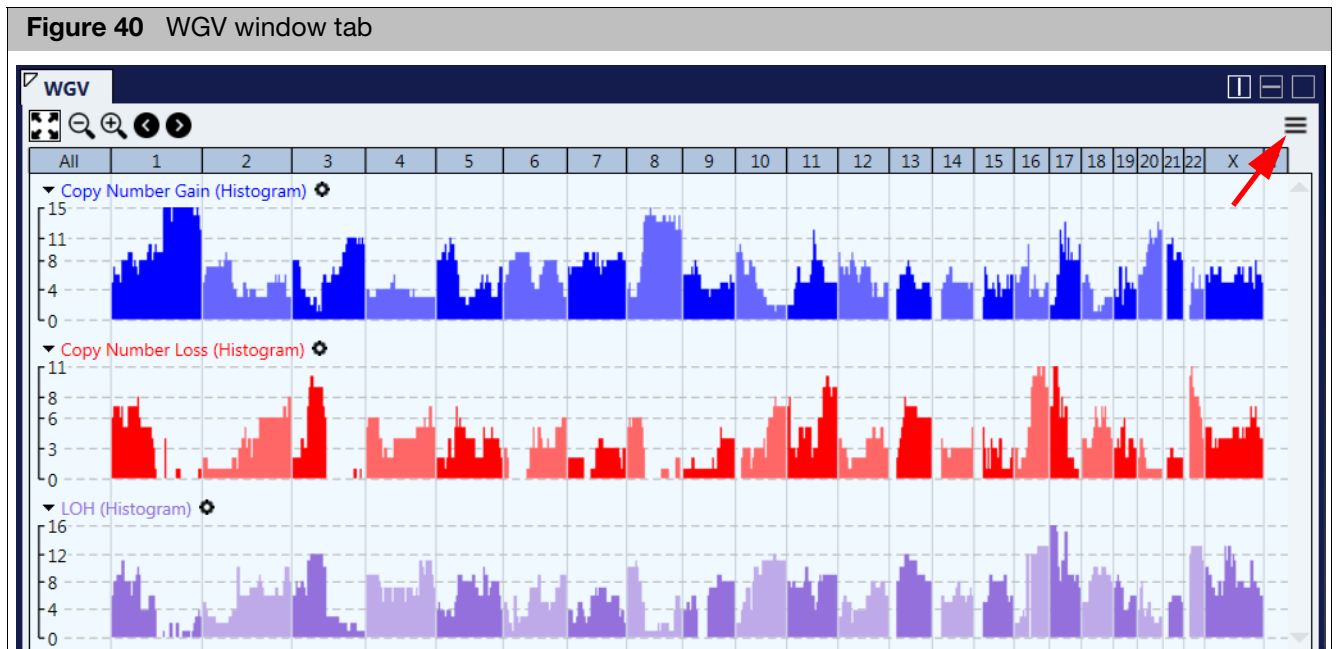 Figure 40 WGV window tab
WGV
All 1 2 3 4 5 6 7 8 9 10 11 12 13 14 15 16 17 18 19 20 21 22 X
Copy Number Gain (Histogram)
15
11
8
4
0
Copy Number Loss (Histogram)
11
8
6
3
0
LOH (Histogram)
16
12
8
4
0